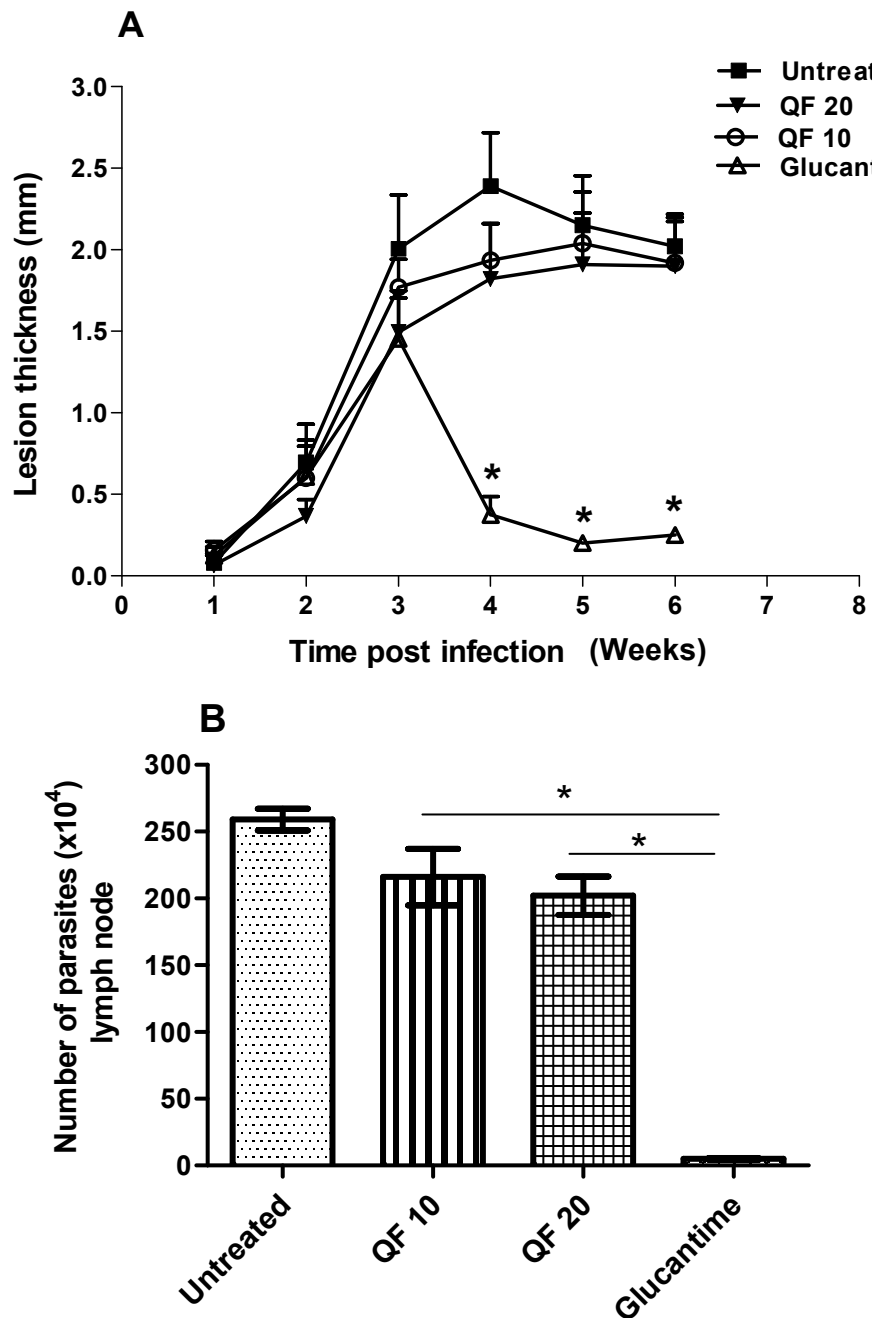 A
Untreat
QF 20
QF 10
Glucant
Lesion thickness (mm)
3.0
2.5
2.0
1.5
1.0
0.5
0.0
* * *
0 1 2 3 4 5 6 7 8
Time post infection (Weeks)
B
Number of parasites (x10⁴)
lymph node
300
250
200
150
100
50
0
*
*
Untreated
QF 10
QF 20
Glucantime